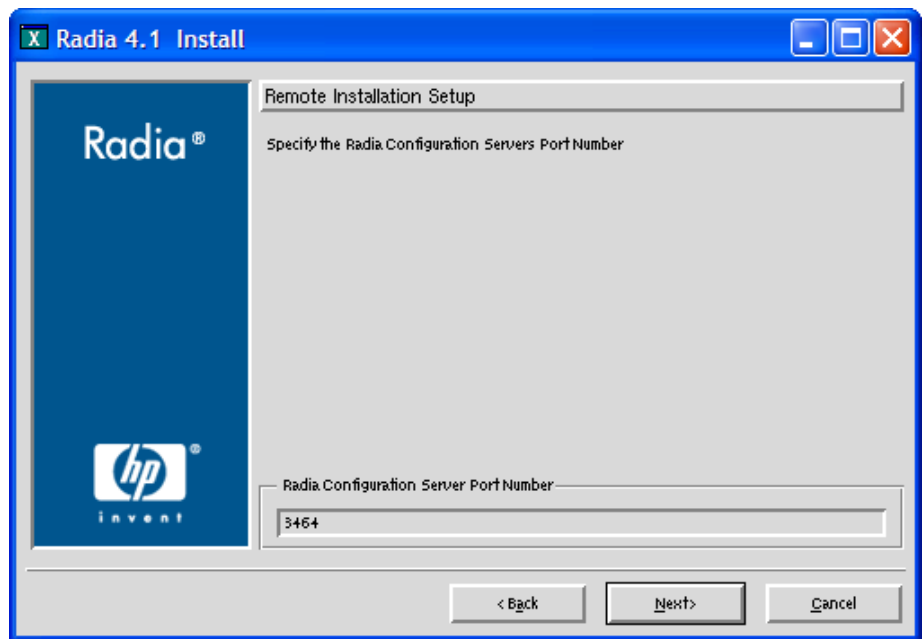 X Radia 4.1 Install
Radia®
Remote Installation Setup
Specify the Radia Configuration Servers Port Number
Radia Configuration Server Port Number
3464
hp®
invent
< Back
Next>
Cancel